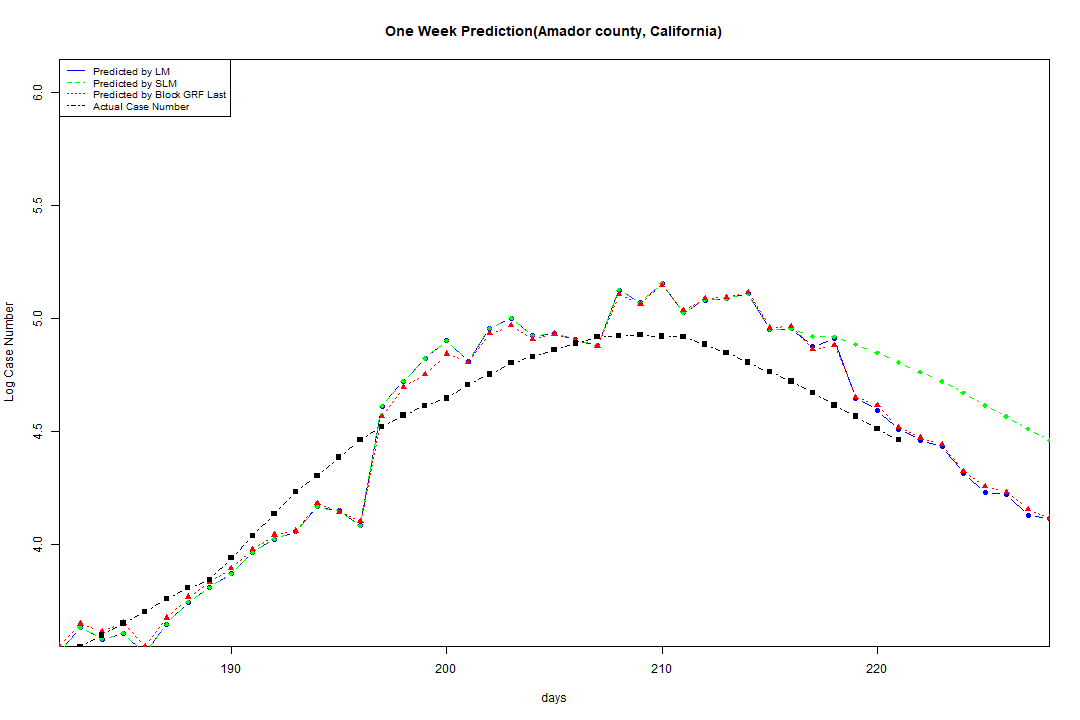 One Week Prediction(Amador county, California)
Predicted by LM
Predicted by SLM
Predicted by Block GRF Last
Actual Case Number
6.0
5.5
5.0
4.5
4.0
Log Case Number
190 200 210 220
days